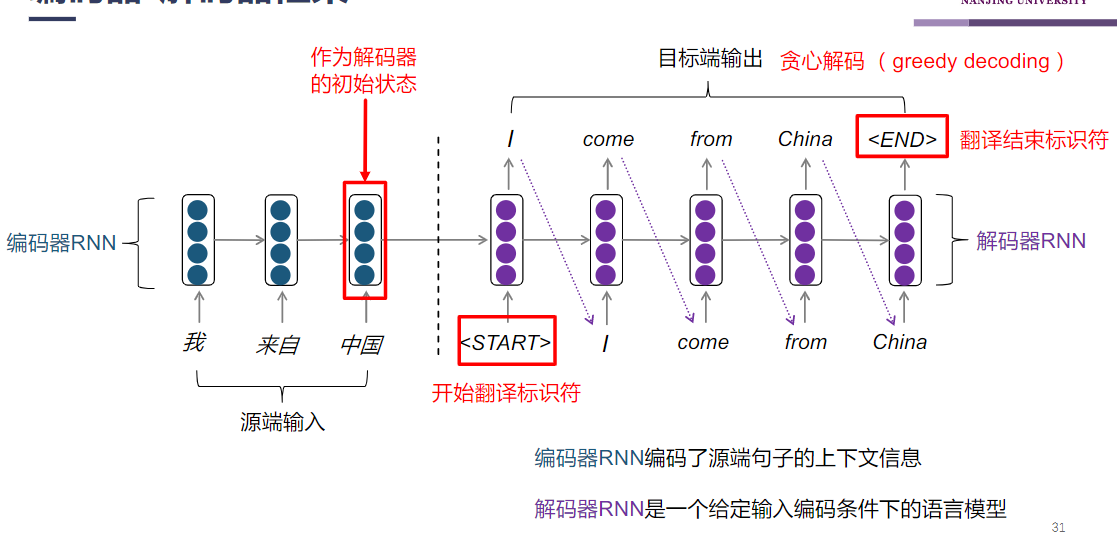 NANJING UNIVERSITY
作为解码器
的初始状态
目标端输出 贪心解码 ( greedy decoding )
I come from China <END> 翻译结束标识符
编码器RNN
解码器RNN
我 来自 中国
<START> I come from China
开始翻译标识符
源端输入
编码器RNN编码了源端句子的上下文信息
解码器RNN是一个给定输入编码条件下的语言模型
31